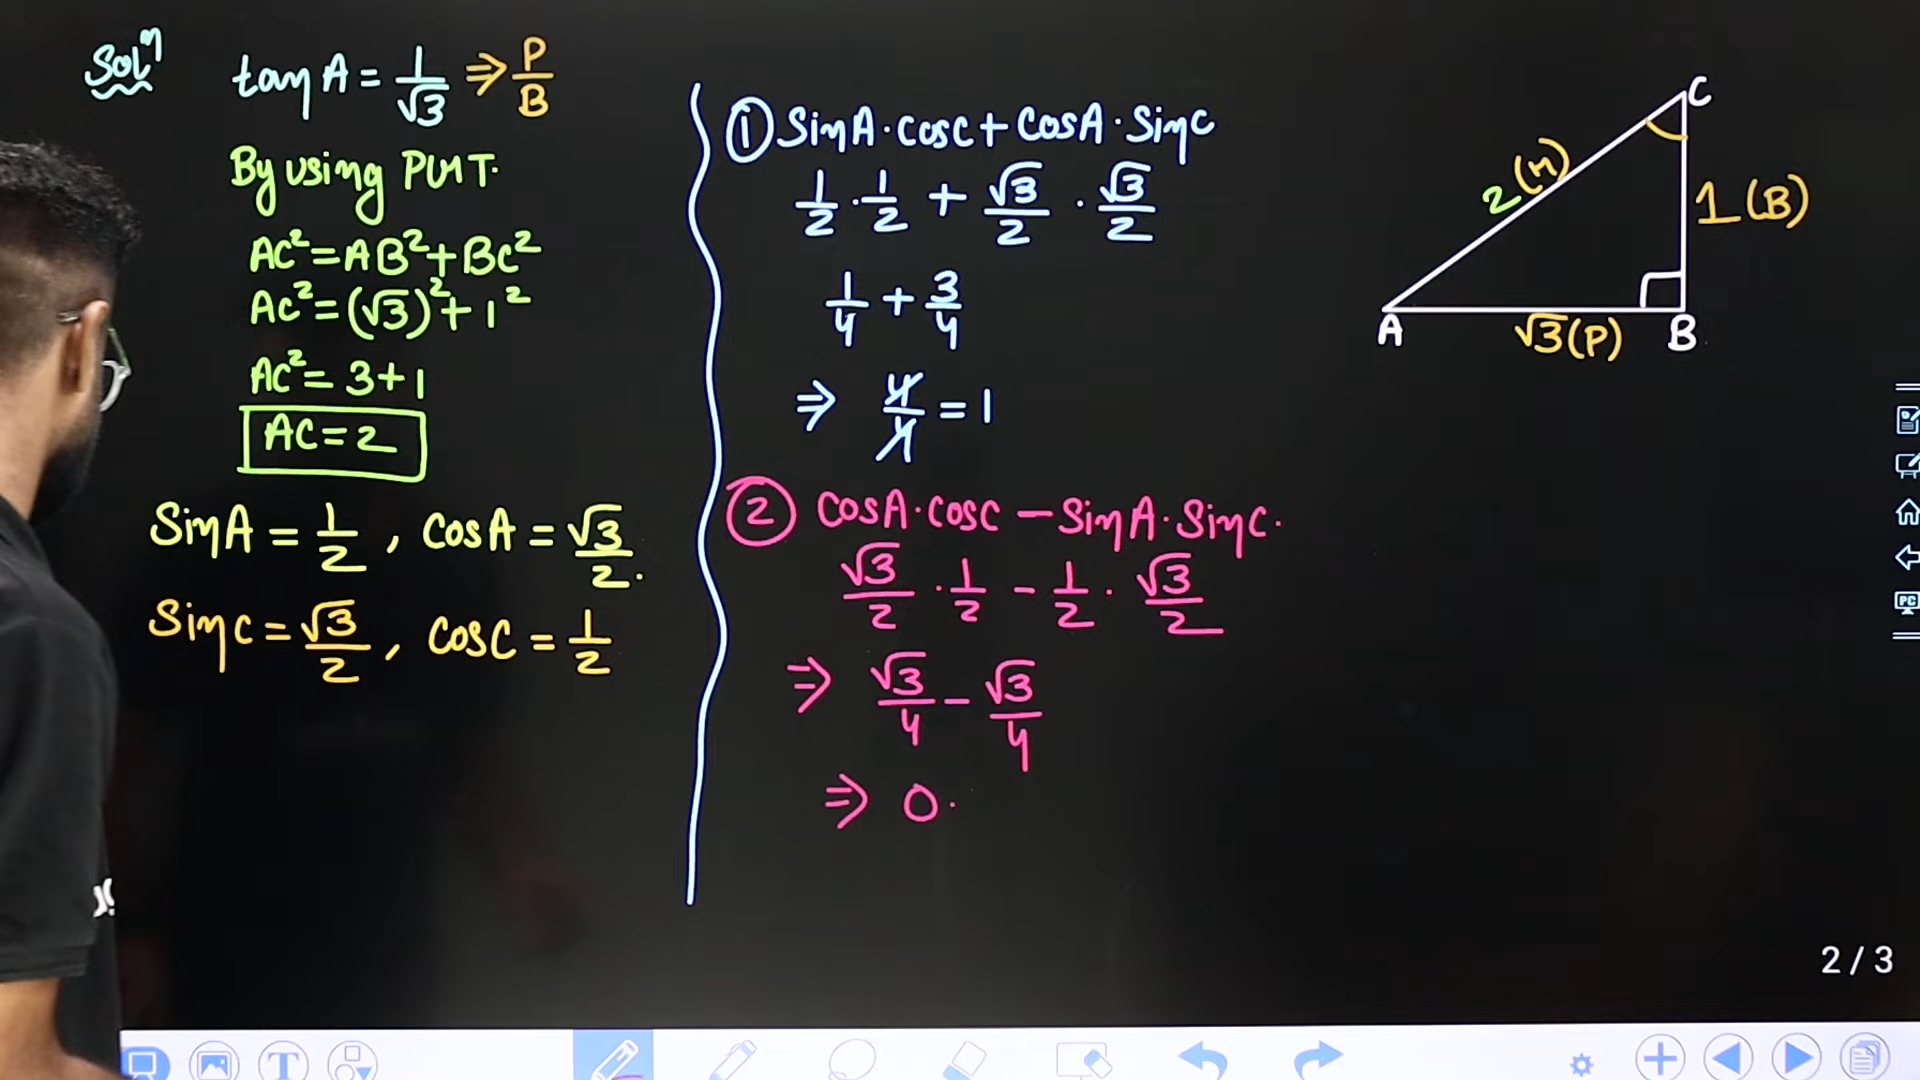 Solⁿ tan A = 1/√3 ⇒ P/B
By using PHT.
AC² = AB² + BC²
AC² = (√3)² + 1²
AC² = 3 + 1
AC = 2
Sin A = 1/2 , Cos A = √3/2.
Sin C = √3/2 , Cos C = 1/2
① Sin A · Cos C + Cos A · Sin C
1/2 · 1/2 + √3/2 · √3/2
1/4 + 3/4
⇒ 4/4 = 1
② Cos A · Cos C − Sin A · Sin C.
√3/2 · 1/2 − 1/2 · √3/2
⇒ √3/4 − √3/4
⇒ 0.
C
2 (H)
1 (B)
A
√3 (P)
B
PC
2 / 3
T